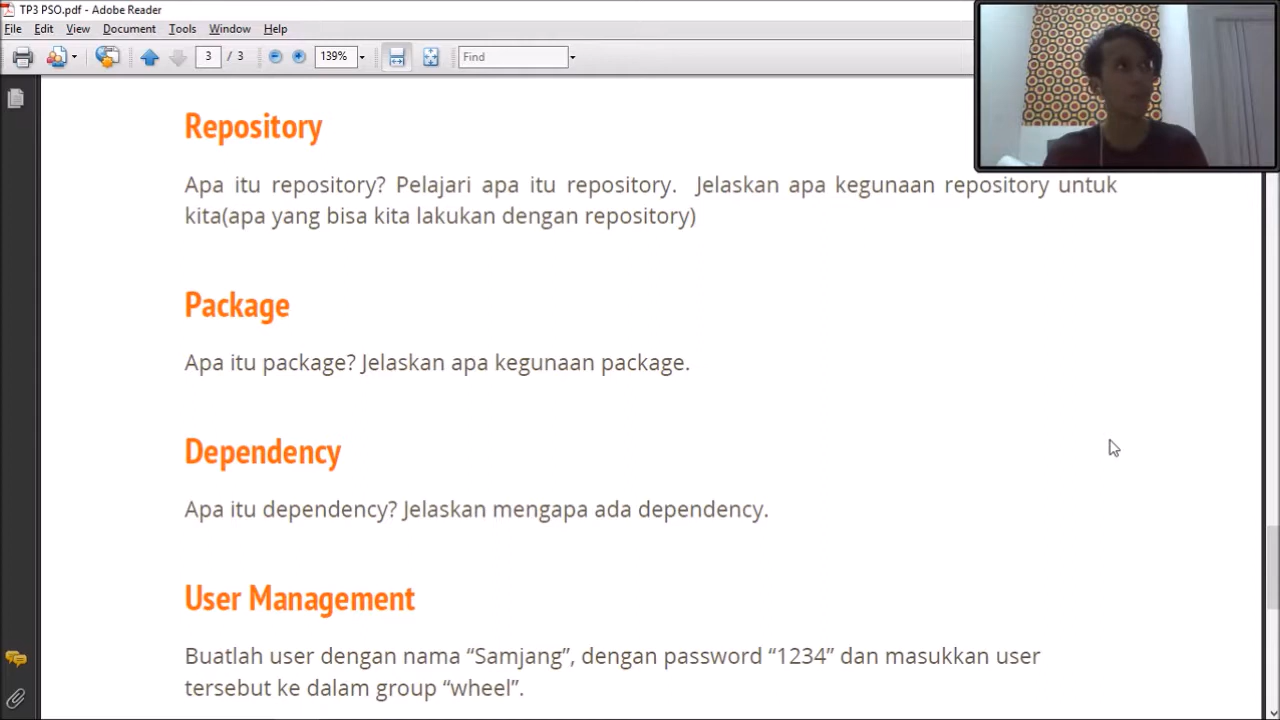 TP3 PSO.pdf - Adobe Reader
File Edit View Document Tools Window Help
3 / 3 139% Find
Repository
Apa itu repository? Pelajari apa itu repository. Jelaskan apa kegunaan repository untuk
kita(apa yang bisa kita lakukan dengan repository)
Package
Apa itu package? Jelaskan apa kegunaan package.
Dependency
Apa itu dependency? Jelaskan mengapa ada dependency.
User Management
Buatlah user dengan nama “Samjang”, dengan password “1234” dan masukkan user
tersebut ke dalam group “wheel”.